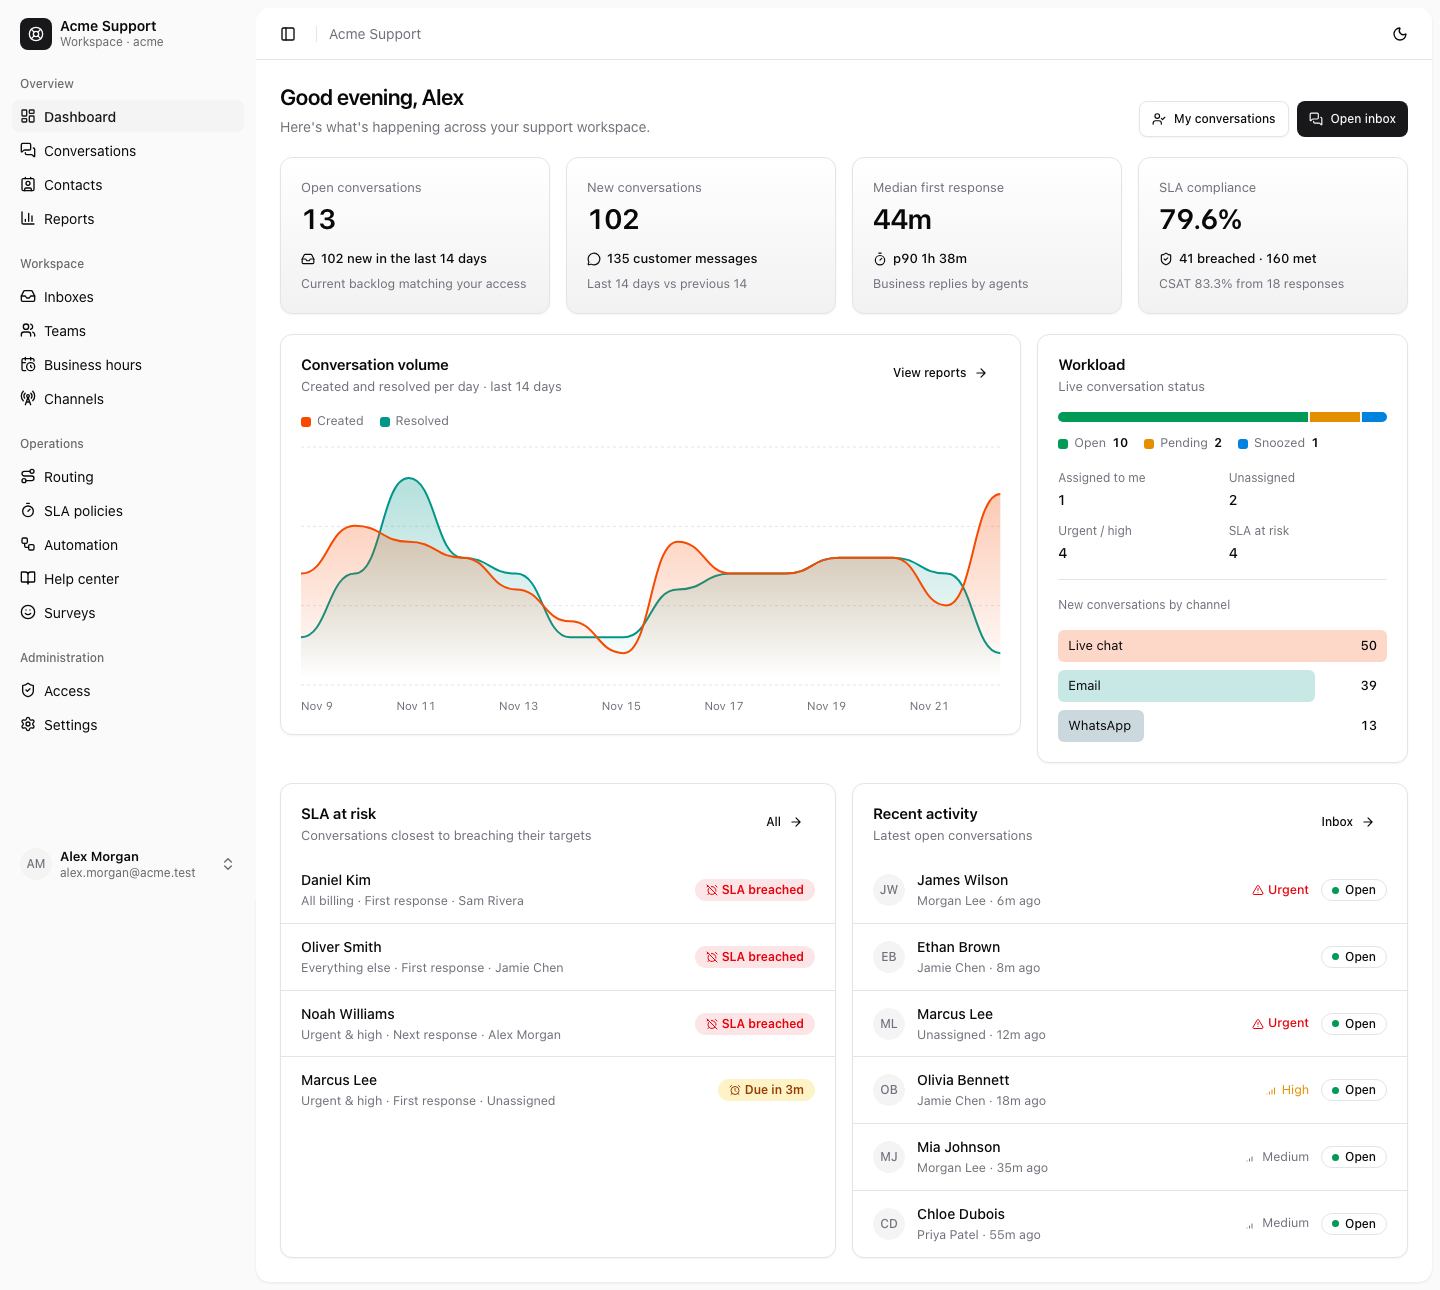 Acme Support
Workspace · acme
Overview
Dashboard
Conversations
Contacts
Reports
Workspace
Inboxes
Teams
Business hours
Channels
Operations
Routing
SLA policies
Automation
Help center
Surveys
Administration
Access
Settings
AM
Alex Morgan
alex.morgan@acme.test
Acme Support
Good evening, Alex
Here's what's happening across your support workspace.
My conversations
Open inbox
Open conversations
13
102 new in the last 14 days
Current backlog matching your access
New conversations
102
135 customer messages
Last 14 days vs previous 14
Median first response
44m
p90 1h 38m
Business replies by agents
SLA compliance
79.6%
41 breached · 160 met
CSAT 83.3% from 18 responses
Conversation volume
Created and resolved per day · last 14 days
View reports
Created
Resolved
Nov 9
Nov 11
Nov 13
Nov 15
Nov 17
Nov 19
Nov 21
Workload
Live conversation status
Open 10
Pending 2
Snoozed 1
Assigned to me
1
Unassigned
2
Urgent / high
4
SLA at risk
4
New conversations by channel
Live chat 50
Email 39
WhatsApp 13
SLA at risk
Conversations closest to breaching their targets
All
Daniel Kim
All billing · First response · Sam Rivera
SLA breached
Oliver Smith
Everything else · First response · Jamie Chen
SLA breached
Noah Williams
Urgent & high · Next response · Alex Morgan
SLA breached
Marcus Lee
Urgent & high · First response · Unassigned
Due in 3m
Recent activity
Latest open conversations
Inbox
JW
James Wilson
Morgan Lee · 6m ago
Urgent
Open
EB
Ethan Brown
Jamie Chen · 8m ago
Open
ML
Marcus Lee
Unassigned · 12m ago
Urgent
Open
OB
Olivia Bennett
Jamie Chen · 18m ago
High
Open
MJ
Mia Johnson
Morgan Lee · 35m ago
Medium
Open
CD
Chloe Dubois
Priya Patel · 55m ago
Medium
Open